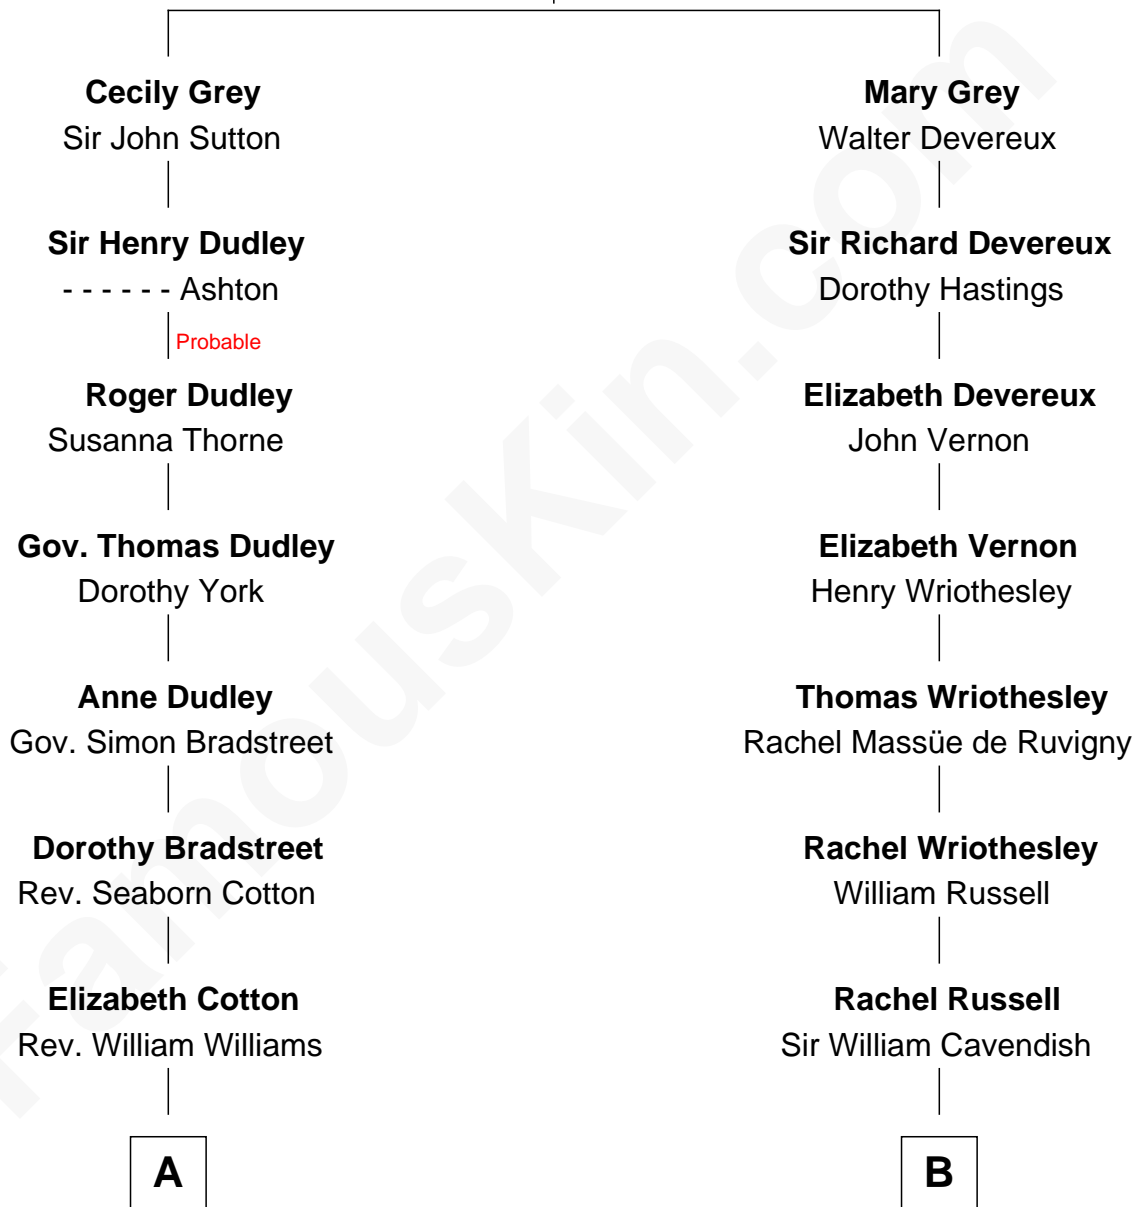 Cecily Grey
Sir John Sutton
Sir Henry Dudley
- - - - - - Ashton
Probable
Roger Dudley
Susanna Thorne
Gov. Thomas Dudley
Dorothy York
Anne Dudley
Gov. Simon Bradstreet
Dorothy Bradstreet
Rev. Seaborn Cotton
Elizabeth Cotton
Rev. William Williams
A
Mary Grey
Walter Devereux
Sir Richard Devereux
Dorothy Hastings
Elizabeth Devereux
John Vernon
Elizabeth Vernon
Henry Wriothesley
Thomas Wriothesley
Rachel Massüe de Ruvigny
Rachel Wriothesley
William Russell
Rachel Russell
Sir William Cavendish
B
FamousKin.com